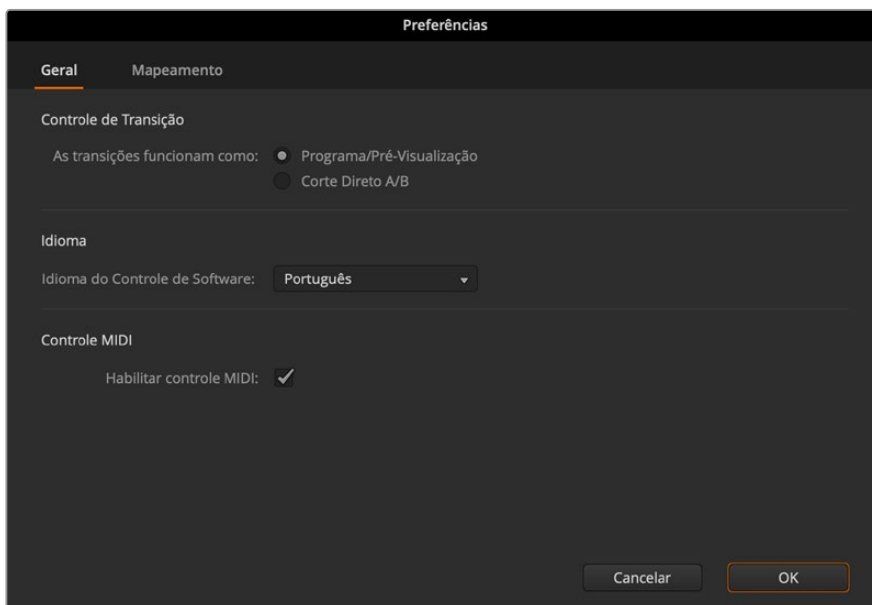 Preferências
Geral Mapeamento
Controle de Transição
As transições funcionam como: Programa/Pré-Visualização
Corte Direto A/B
Idioma
Idioma do Controle de Software: Português
Controle MIDI
Habilitar controle MIDI:
Cancelar OK